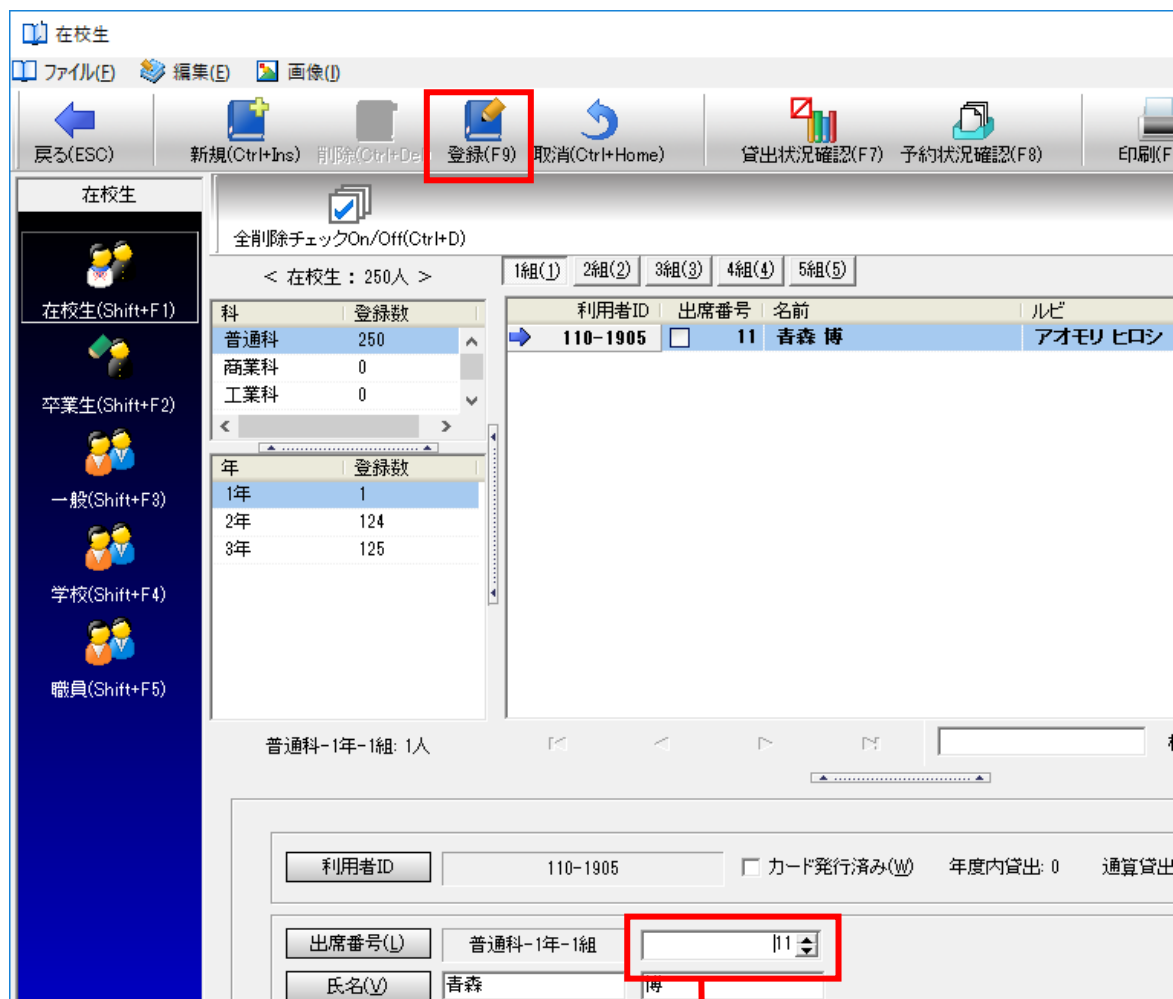 在校生
ファイル(F) 編集(E) 画像(I)
戻る(ESC) 新規(Ctrl+Ins) 削除(Ctrl+Del 登録(F9) 取消(Ctrl+Home) 貸出状況確認(F7) 予約状況確認(F8) 印刷(F
在校生
全削除チェックOn/Off(Ctrl+D)
< 在校生：250人 > 1組(1) 2組(2) 3組(3) 4組(4) 5組(5)
在校生(Shift+F1)
卒業生(Shift+F2)
一般(Shift+F3)
学校(Shift+F4)
職員(Shift+F5)
科 登録数
普通科 250
商業科 0
工業科 0
年 登録数
1年 1
2年 124
3年 125
利用者ID 出席番号 名前 ルビ
110-1905 11 青森 博 アオモリ ヒロシ
普通科-1年-1組: 1人
利用者ID 110-1905 カード発行済み(W) 年度内貸出: 0 通算貸出
出席番号(L) 普通科-1年-1組 11
氏名(V) 青森 博